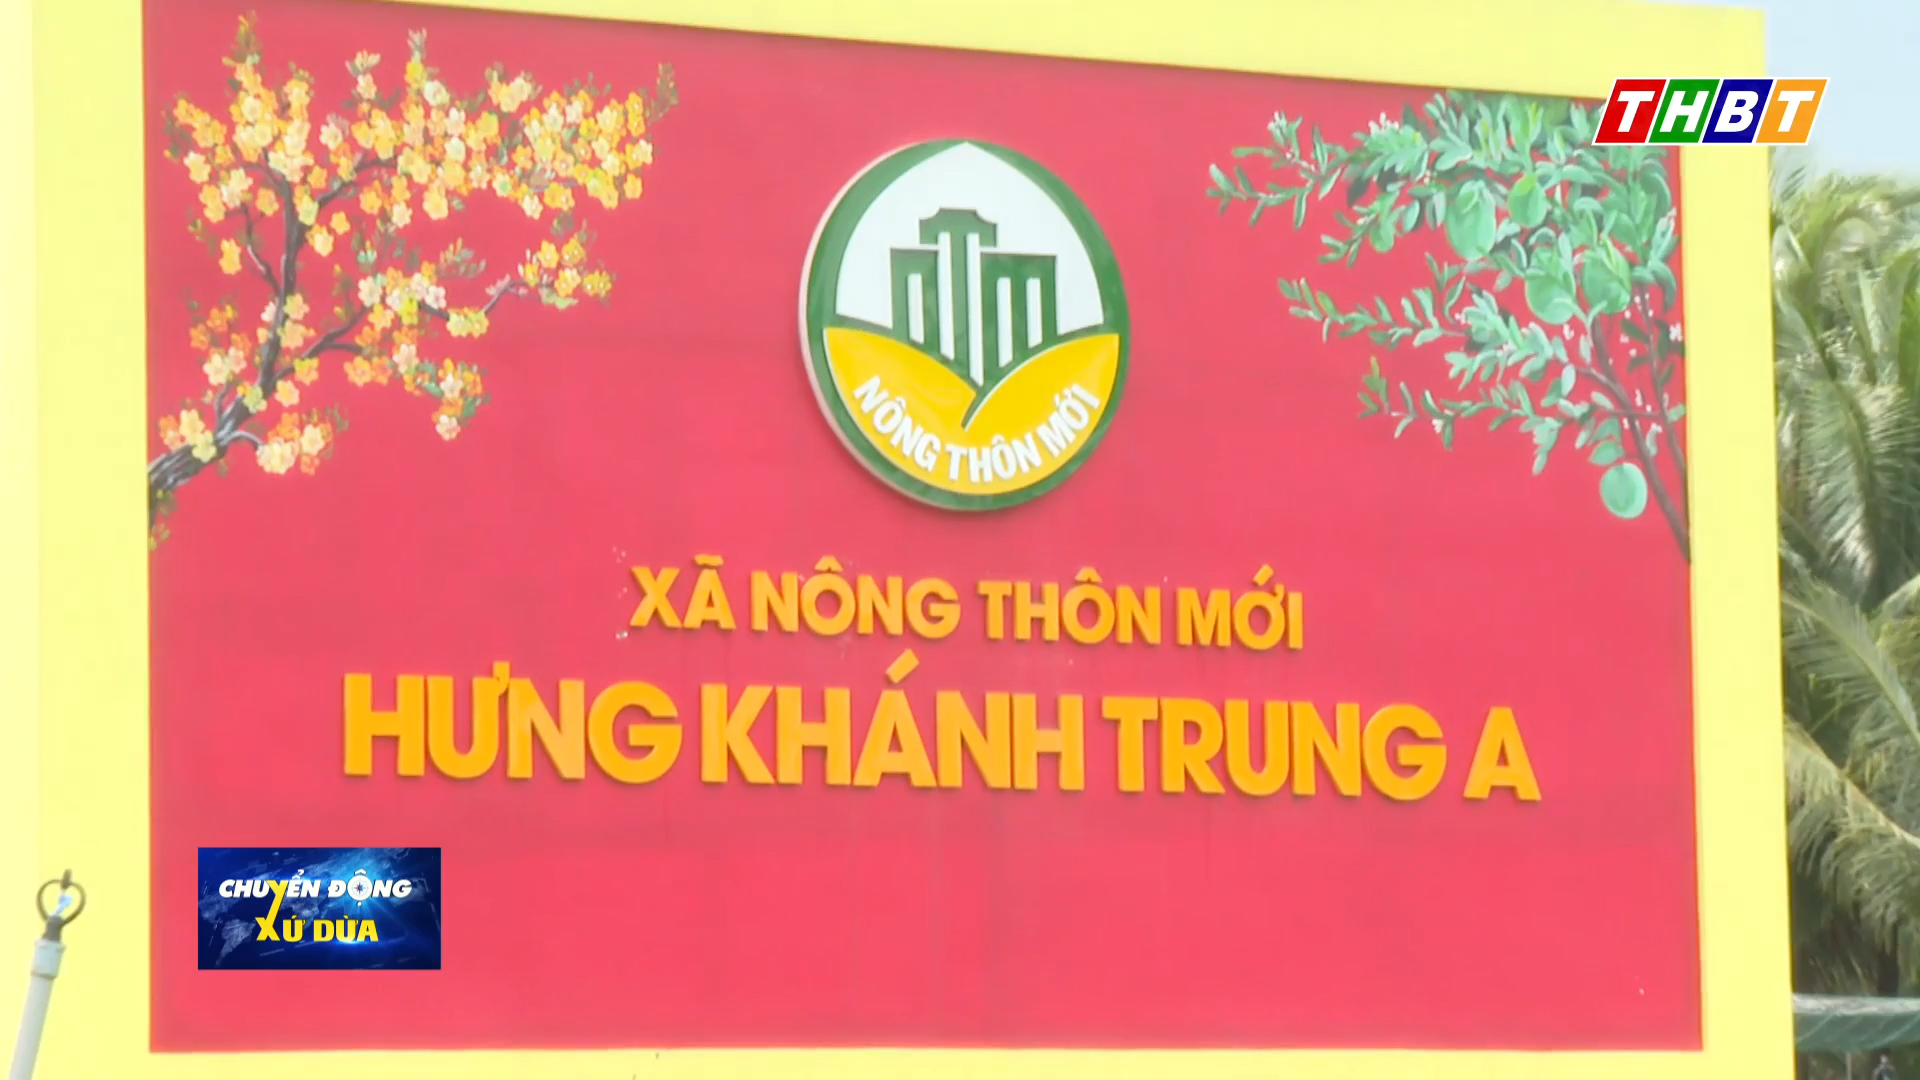 THBT
NÔNG THÔN MỚI
XÃ NÔNG THÔN MỚI
HƯNG KHÁNH TRUNG A
CHUYỂN ĐỘNG
XỨ DỪA